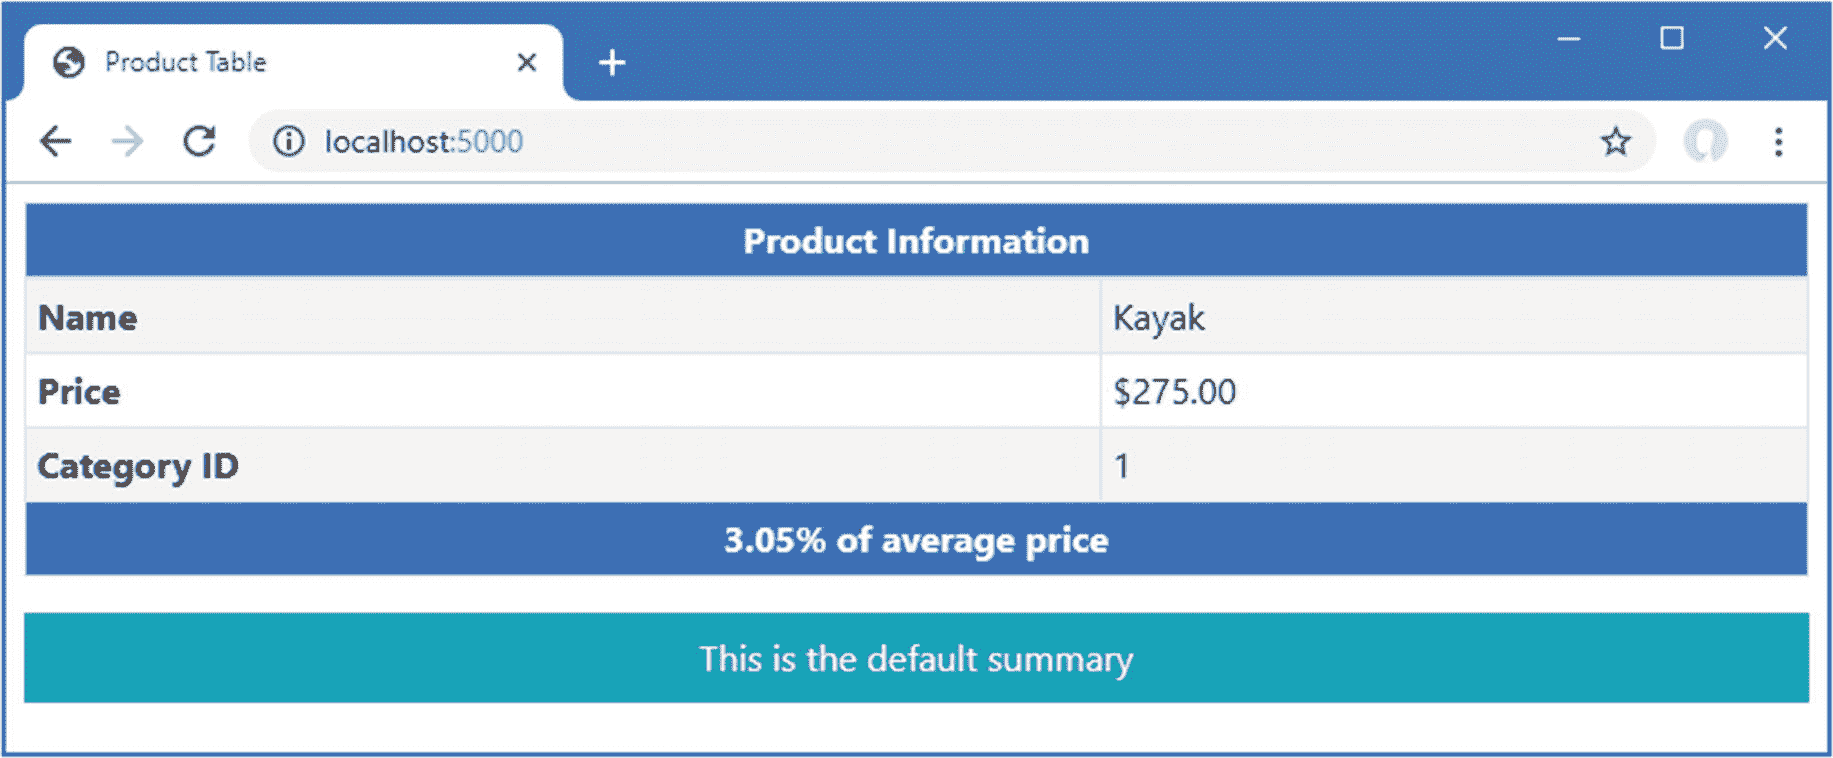 Product Table
localhost:5000
Product Information
Name Kayak
Price $275.00
Category ID 1
3.05% of average price
This is the default summary